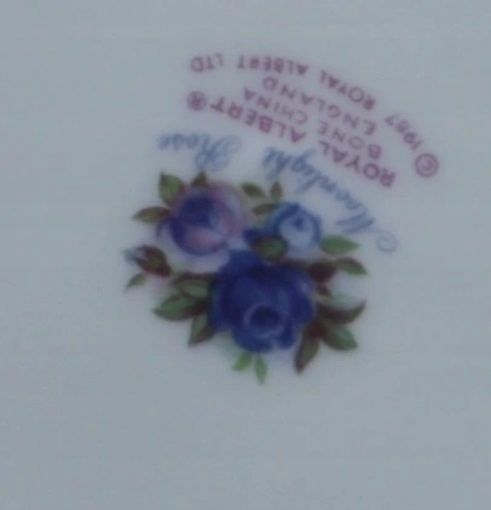 Moonlight Rose
ROYAL ALBERT®
BONE CHINA
ENGLAND
© 1987 ROYAL ALBERT LTD